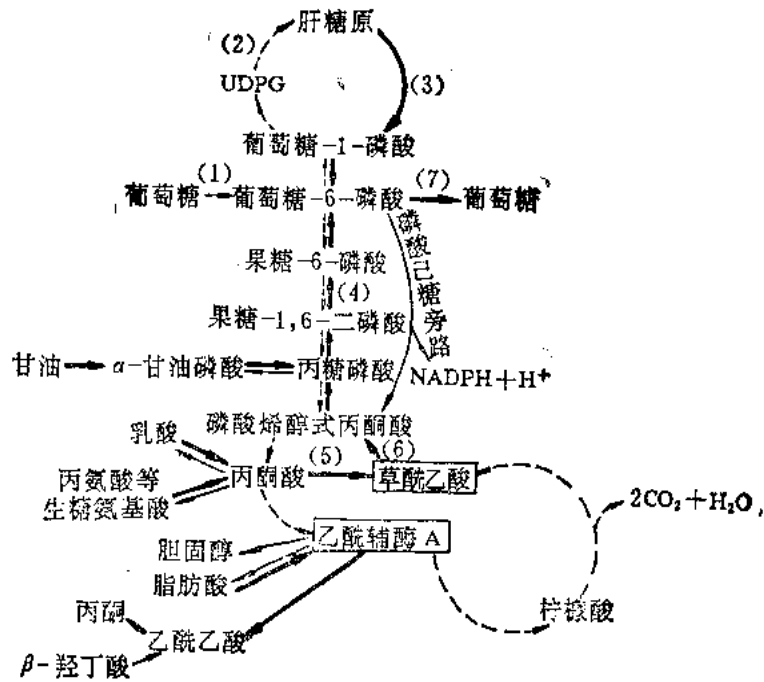 肝糖原
(2)
UDPG
(3)
葡萄糖-1-磷酸
葡萄糖
(1)
葡萄糖-6-磷酸
(7)
葡萄糖
磷酸己糖旁路
果糖-6-磷酸
(4)
果糖-1,6-二磷酸
甘油
α-甘油磷酸
丙糖磷酸
NADPH+H+
磷酸烯醇式丙酮酸
乳酸
(5)
(6)
丙酮酸
草酰乙酸
丙氨酸等
生糖氨基酸
2CO₂+H₂O,
乙酰辅酶 A
胆固醇
脂肪酸
柠檬酸
丙酮
乙酰乙酸
β-羟丁酸